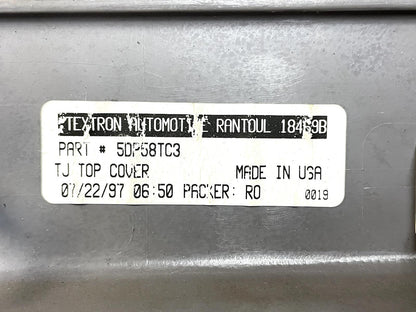 TEXTRON AUTOMOTIVE RANTOUL 18469B
PART # 5DP58TC3
TJ TOP COVER MADE IN USA
07/22/97 06:50 PACKER: RO 0019